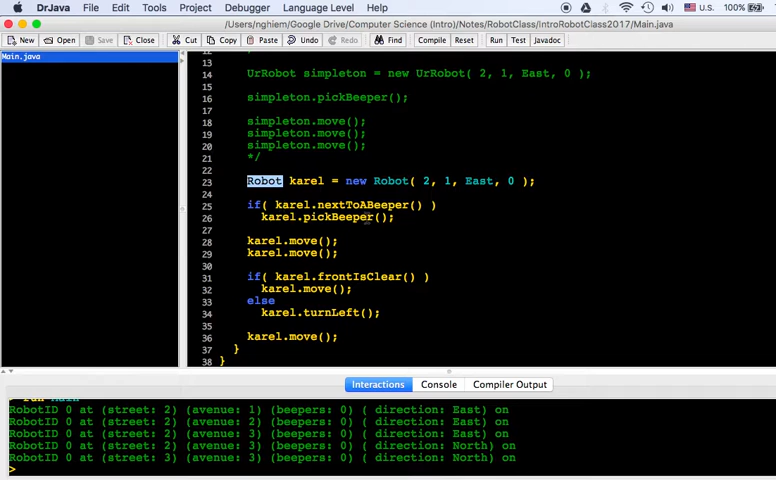 DrJava File Edit Tools Project Debugger Language Level Help U.S. 100%
/Users/nghiem/Google Drive/Computer Science (Intro)/Notes/RobotClass/IntroRobotClass2017/Main.java
New Open Save Close Cut Copy Paste Undo Redo Find Compile Reset Run Test Javadoc
Main.java
12
13
14 UrRobot simpleton = new UrRobot( 2, 1, East, 0 );
15
16 simpleton.pickBeeper();
17
18 simpleton.move();
19 simpleton.move();
20 simpleton.move();
21 */
22
23 Robot karel = new Robot( 2, 1, East, 0 );
24
25 if( karel.nextToABeeper() )
26 karel.pickBeeper();
27
28 karel.move();
29 karel.move();
30
31 if( karel.frontIsClear() )
32 karel.move();
33 else
34 karel.turnLeft();
35
36 karel.move();
37 }
38 }
Interactions Console Compiler Output
run Main
RobotID 0 at (street: 2) (avenue: 1) (beepers: 0) ( direction: East) on
RobotID 0 at (street: 2) (avenue: 2) (beepers: 0) ( direction: East) on
RobotID 0 at (street: 2) (avenue: 3) (beepers: 0) ( direction: East) on
RobotID 0 at (street: 2) (avenue: 3) (beepers: 0) ( direction: North) on
RobotID 0 at (street: 3) (avenue: 3) (beepers: 0) ( direction: North) on
>